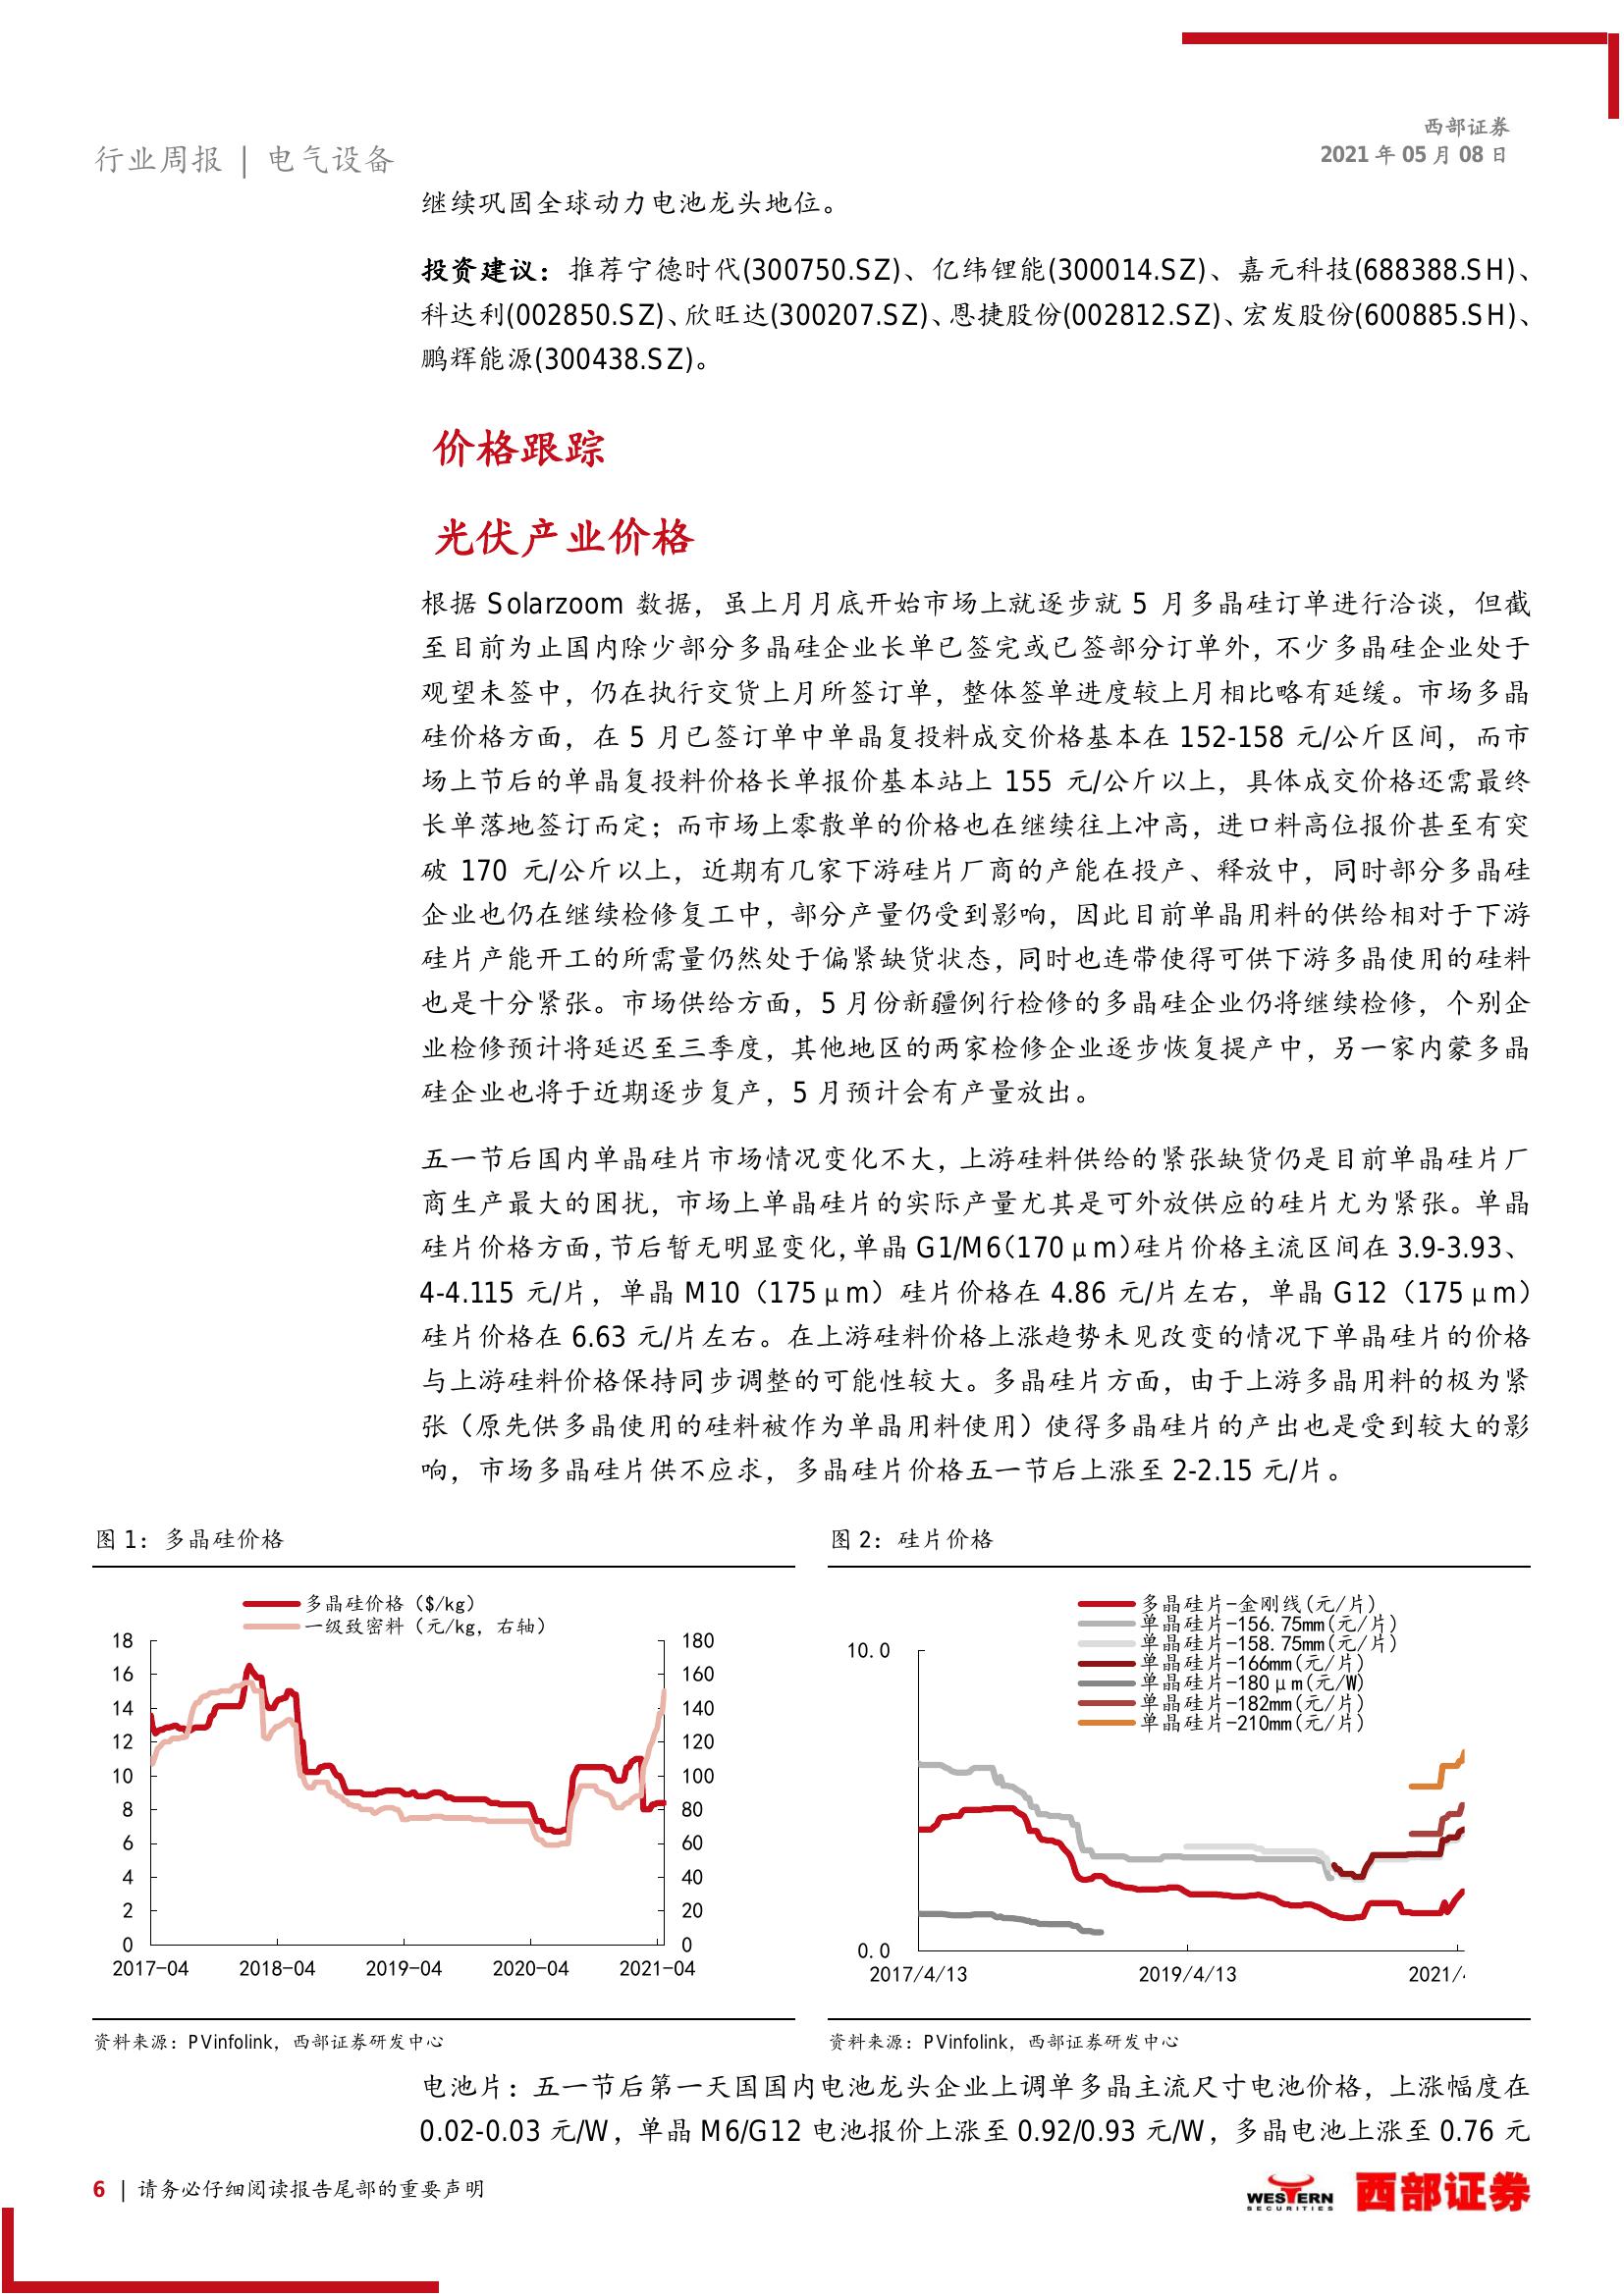 行业周报 | 电气设备
西部证券
2021 年 05 月 08 日
继续巩固全球动力电池龙头地位。
投资建议：推荐宁德时代(300750.SZ)、亿纬锂能(300014.SZ)、嘉元科技(688388.SH)、
科达利(002850.SZ)、欣旺达(300207.SZ)、恩捷股份(002812.SZ)、宏发股份(600885.SH)、
鹏辉能源(300438.SZ)。
价格跟踪
光伏产业价格
根据 Solarzoom 数据，虽上月月底开始市场上就逐步就 5 月多晶硅订单进行洽谈，但截
至目前为止国内除少部分多晶硅企业长单已签完或已签部分订单外，不少多晶硅企业处于
观望未签中，仍在执行交货上月所签订单，整体签单进度较上月相比略有延缓。市场多晶
硅价格方面，在 5 月已签订单中单晶复投料成交价格基本在 152-158 元/公斤区间，而市
场上节后的单晶复投料价格长单报价基本站上 155 元/公斤以上，具体成交价格还需最终
长单落地签订而定；而市场上零散单的价格也在继续往上冲高，进口料高位报价甚至有突
破 170 元/公斤以上，近期有几家下游硅片厂商的产能在投产、释放中，同时部分多晶硅
企业也仍在继续检修复工中，部分产量仍受到影响，因此目前单晶用料的供给相对于下游
硅片产能开工的所需量仍然处于偏紧缺货状态，同时也连带使得可供下游多晶使用的硅料
也是十分紧张。市场供给方面，5 月份新疆例行检修的多晶硅企业仍将继续检修，个别企
业检修预计将延迟至三季度，其他地区的两家检修企业逐步恢复提产中，另一家内蒙多晶
硅企业也将于近期逐步复产，5 月预计会有产量放出。
五一节后国内单晶硅片市场情况变化不大，上游硅料供给的紧张缺货仍是目前单晶硅片厂
商生产最大的困扰，市场上单晶硅片的实际产量尤其是可外放供应的硅片尤为紧张。单晶
硅片价格方面，节后暂无明显变化，单晶 G1/M6（170μm）硅片价格主流区间在 3.9-3.93、
4-4.115 元/片，单晶 M10（175μm）硅片价格在 4.86 元/片左右，单晶 G12（175μm）
硅片价格在 6.63 元/片左右。在上游硅料价格上涨趋势未见改变的情况下单晶硅片的价格
与上游硅料价格保持同步调整的可能性较大。多晶硅片方面，由于上游多晶用料的极为紧
张（原先供多晶使用的硅料被作为单晶用料使用）使得多晶硅片的产出也是受到较大的影
响，市场多晶硅片供不应求，多晶硅片价格五一节后上涨至 2-2.15 元/片。
图 1：多晶硅价格
多晶硅价格（$/kg）
一级致密料（元/kg，右轴）
18
16
14
12
10
8
6
4
2
0
180
160
140
120
100
80
60
40
20
0
2017-04 2018-04 2019-04 2020-04 2021-04
资料来源：PVinfolink，西部证券研发中心
图 2：硅片价格
多晶硅片-金刚线(元/片)
单晶硅片-156.75mm(元/片)
单晶硅片-158.75mm(元/片)
单晶硅片-166mm(元/片)
单晶硅片-180μm(元/W)
单晶硅片-182mm(元/片)
单晶硅片-210mm(元/片)
10.0
0.0
2017/4/13 2019/4/13 2021/
资料来源：PVinfolink，西部证券研发中心
电池片：五一节后第一天国国内电池龙头企业上调单多晶主流尺寸电池价格，上涨幅度在
0.02-0.03 元/W，单晶 M6/G12 电池报价上涨至 0.92/0.93 元/W，多晶电池上涨至 0.76 元
6 | 请务必仔细阅读报告尾部的重要声明
WESTERN
SECURITIES
西部证券